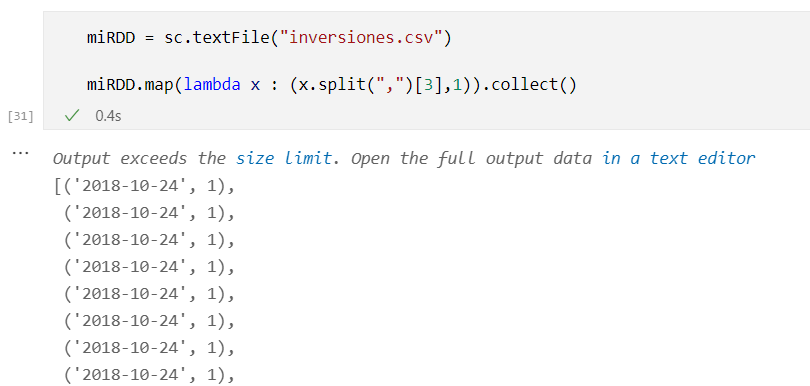 miRDD = sc.textFile("inversiones.csv")
miRDD.map(lambda x : (x.split(",")[3],1)).collect()
[31]
0.4s
... Output exceeds the size limit. Open the full output data in a text editor
[('2018-10-24', 1),
('2018-10-24', 1),
('2018-10-24', 1),
('2018-10-24', 1),
('2018-10-24', 1),
('2018-10-24', 1),
('2018-10-24', 1),
('2018-10-24', 1),